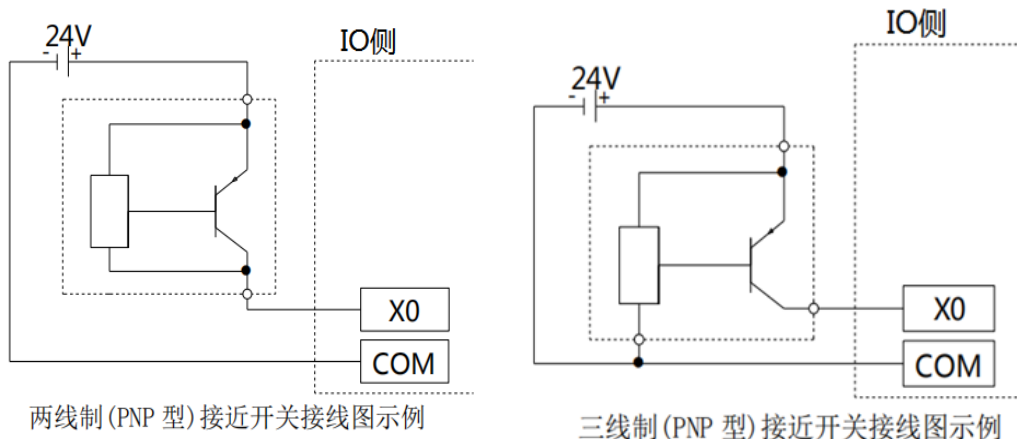 24V
- +
IO侧
X0
COM
两线制(PNP 型)接近开关接线图示例
IO侧
24V
- +
X0
COM
三线制(PNP 型)接近开关接线图示例